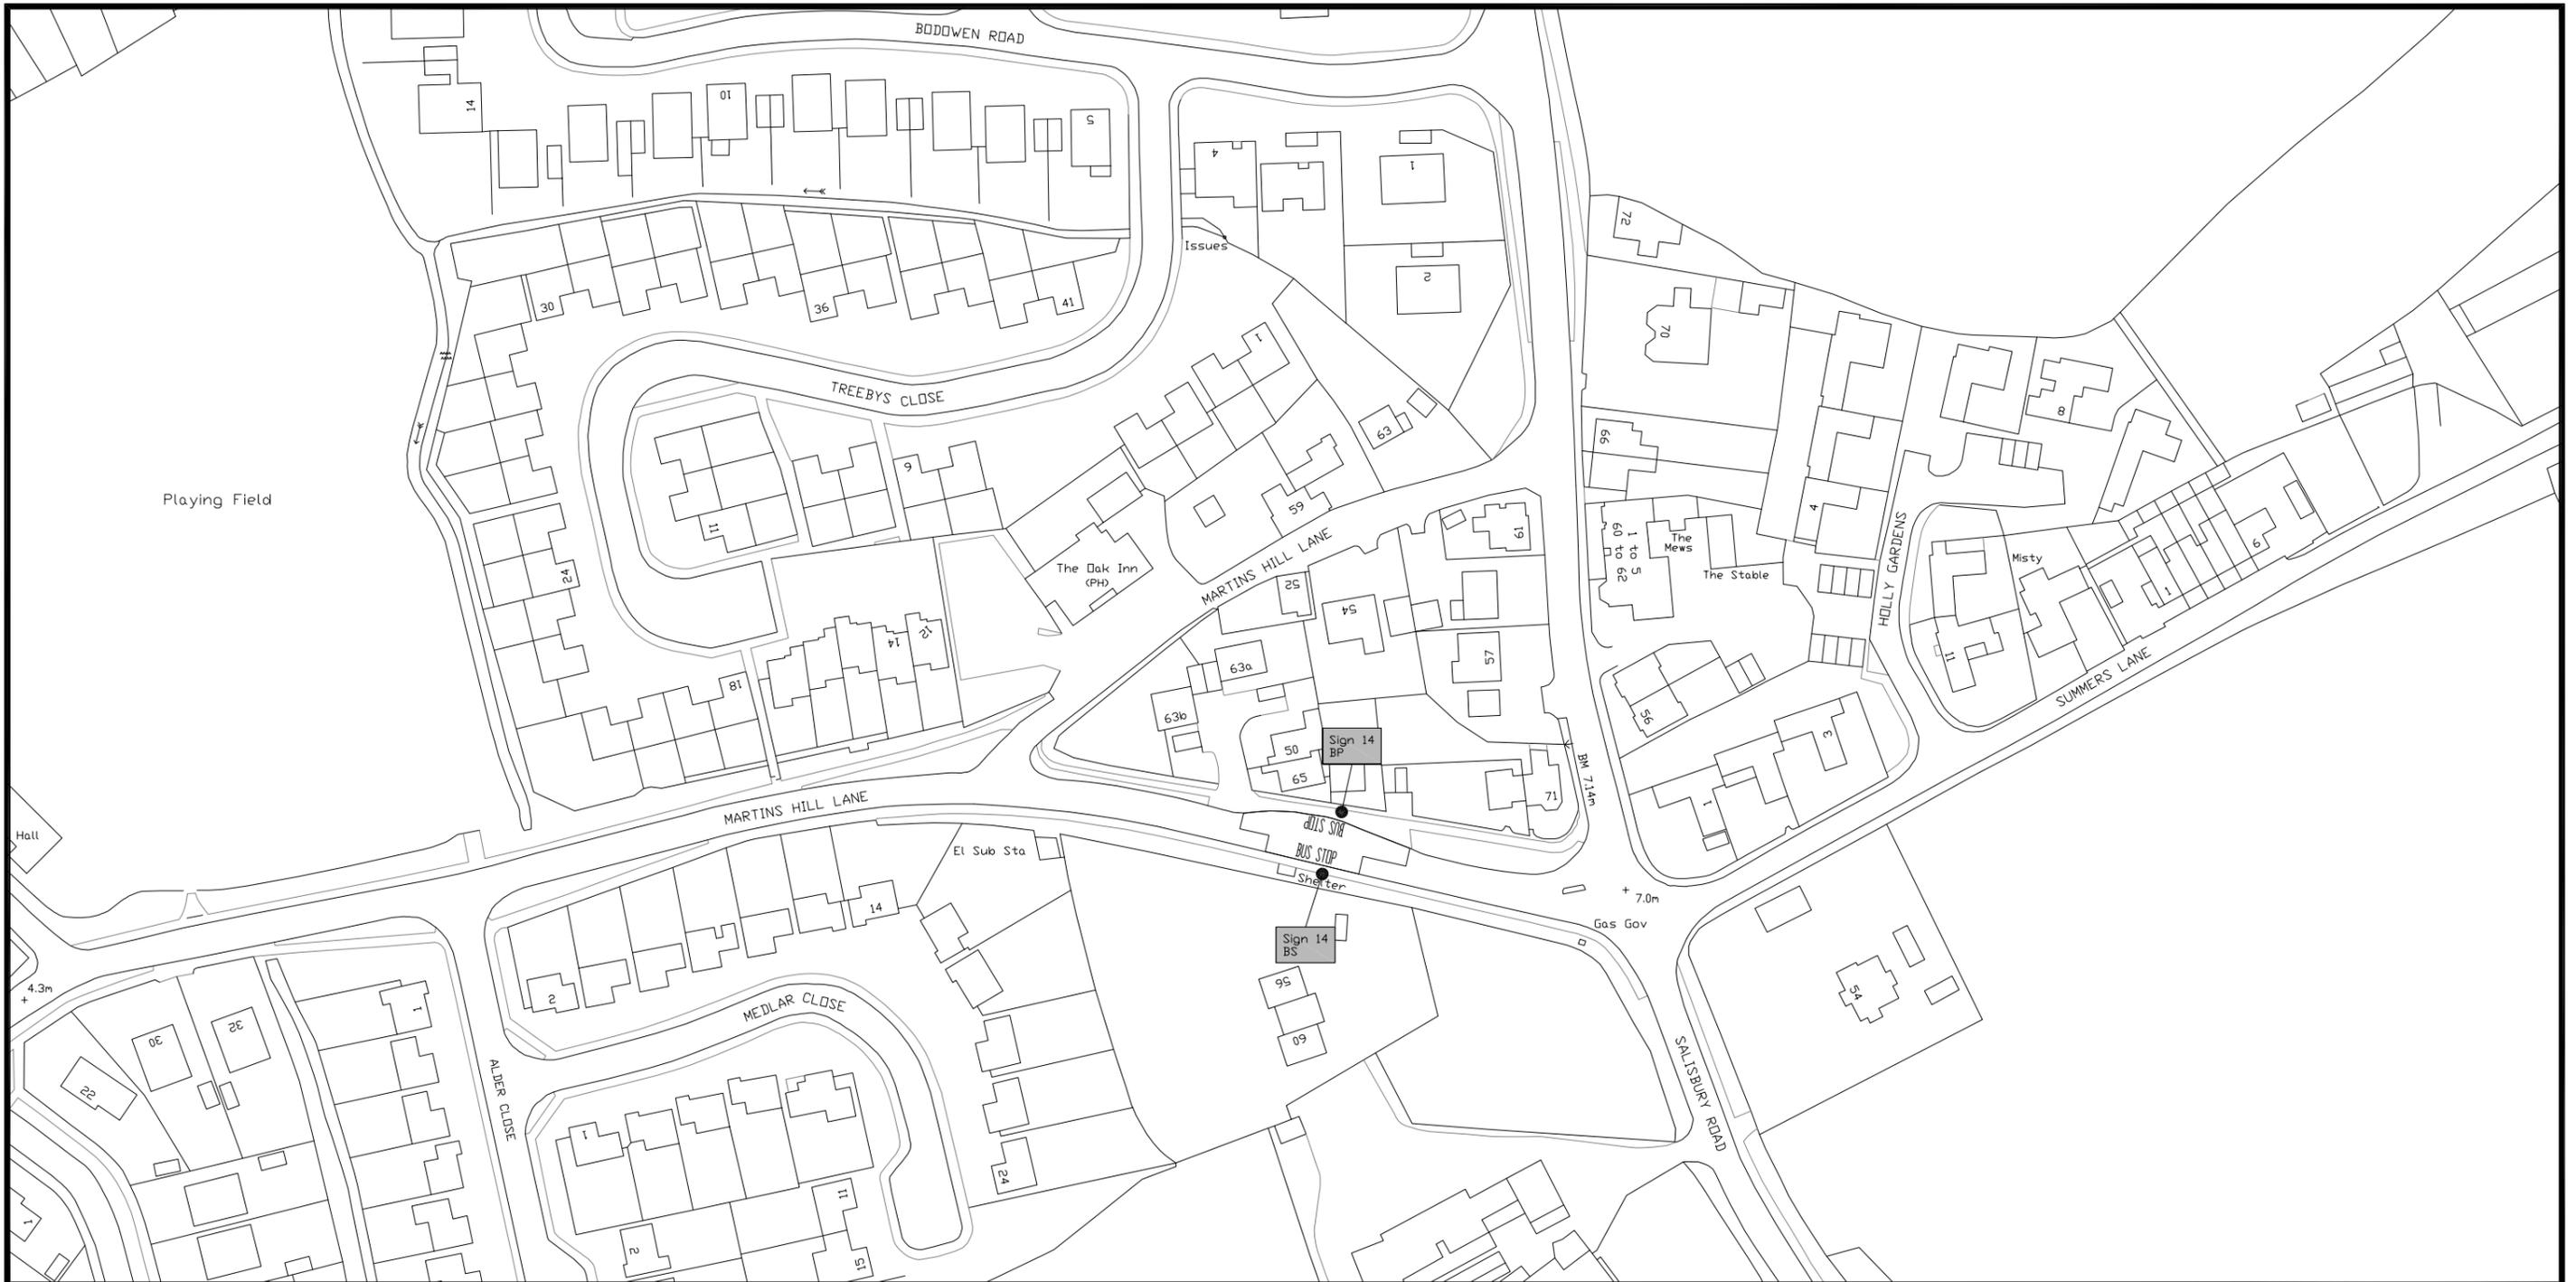 BODOWEN ROAD
14
10
5
4
1
Issues
2
72
30
36
41
70
1
TREEBYS CLOSE
63
66
8
9
Playing Field
11
59
61
4
1 to 5
60 to 62
The
Mews
The Stable
HOLLY GARDENS
Misty
6
1
MARTINS HILL LANE
The Oak Inn
(PH)
24
52
54
57
14
12
18
63a
63b
11
SUMMERS LANE
56
3
1
Sign 14
BP
50
65
71
BM 7.14m
MARTINS HILL LANE
BUS STOP
BUS STOP
Shelter
Hall
El Sub Sta
14
2
7.0m
Gas Gov
Sign 14
BS
56
60
54
4.3m
MEDLAR CLOSE
1
30
32
22
ALDER CLOSE
SALISBURY ROAD
1
24
11
2
15
1